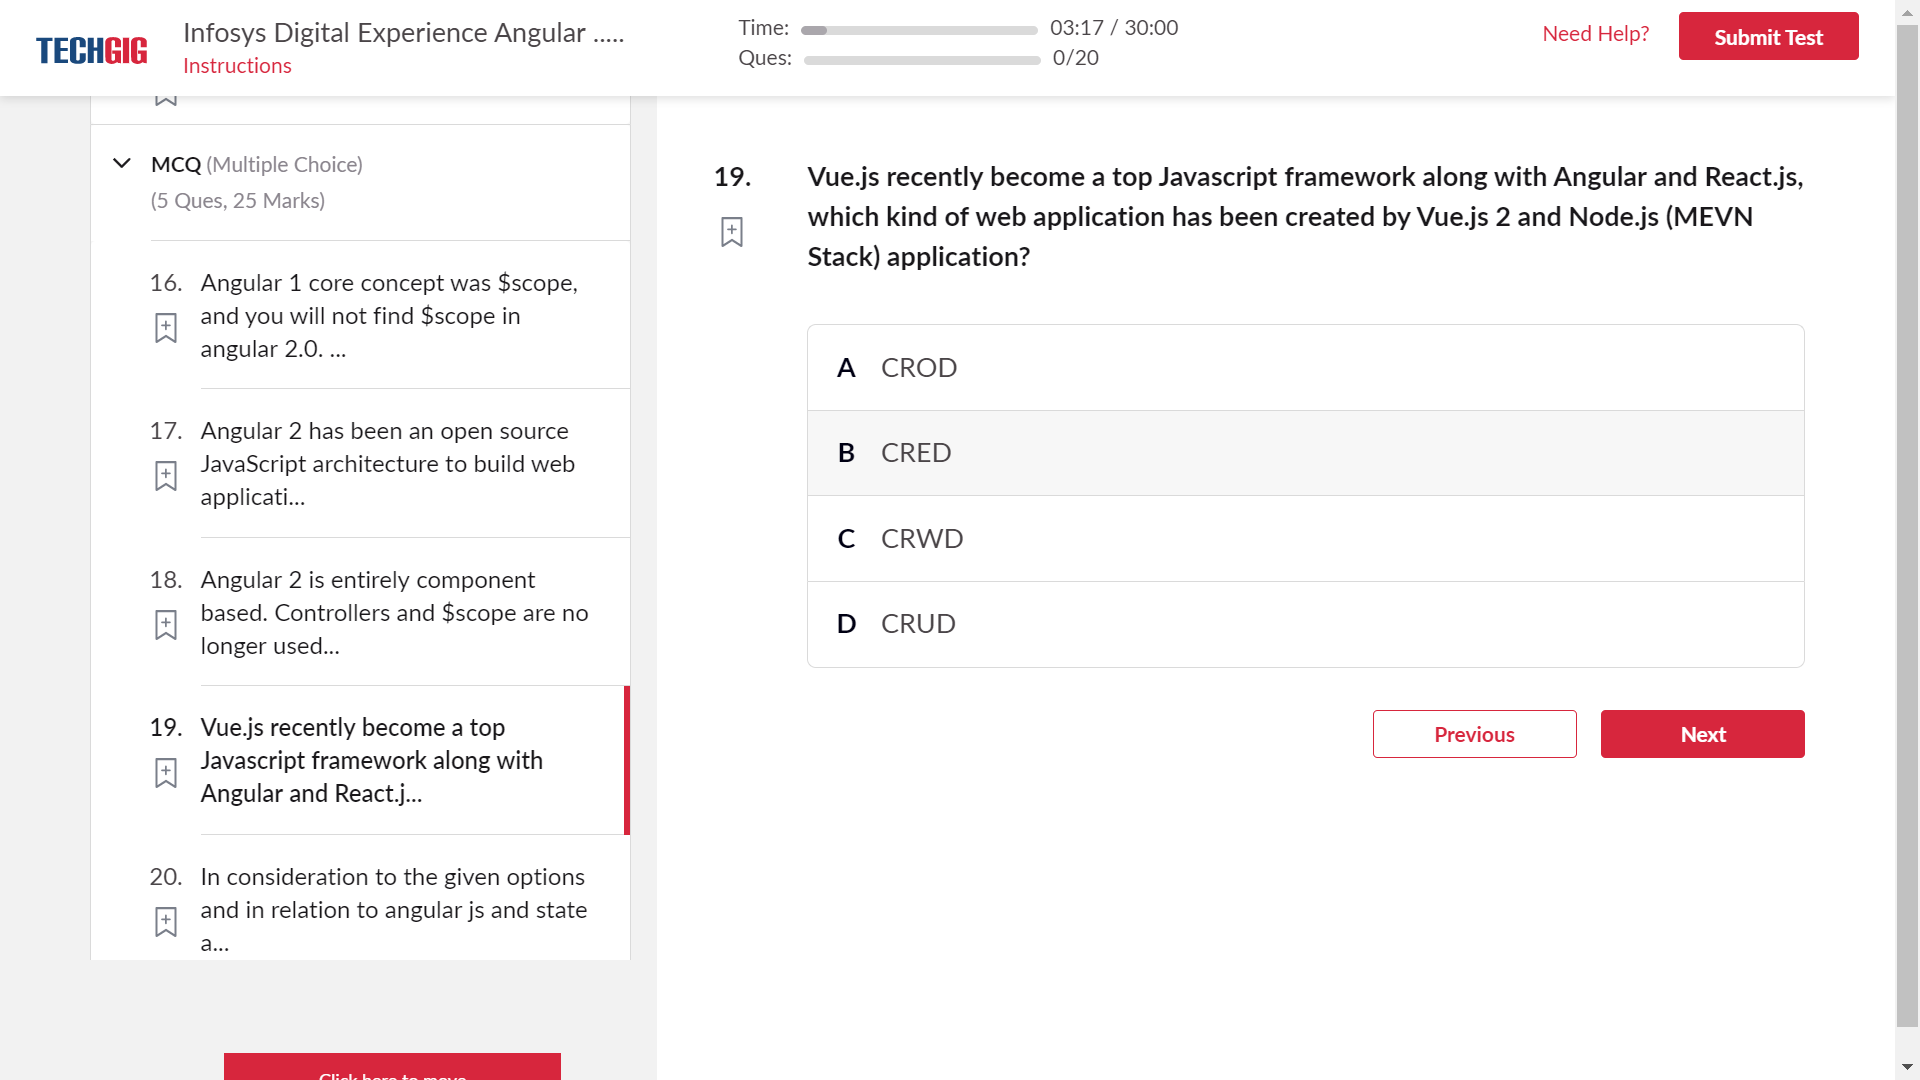 TECHGIG
Infosys Digital Experience Angular .....
Instructions
Time: 03:17 / 30:00
Ques: 0/20
Need Help?
Submit Test
MCQ (Multiple Choice)
(5 Ques, 25 Marks)
16. Angular 1 core concept was $scope,
and you will not find $scope in
angular 2.0. ...
17. Angular 2 has been an open source
JavaScript architecture to build web
applicati...
18. Angular 2 is entirely component
based. Controllers and $scope are no
longer used...
19. Vue.js recently become a top
Javascript framework along with
Angular and React.j...
20. In consideration to the given options
and in relation to angular js and state
a...
Click here to move
19. Vue.js recently become a top Javascript framework along with Angular and React.js,
which kind of web application has been created by Vue.js 2 and Node.js (MEVN
Stack) application?
A CROD
B CRED
C CRWD
D CRUD
Previous
Next